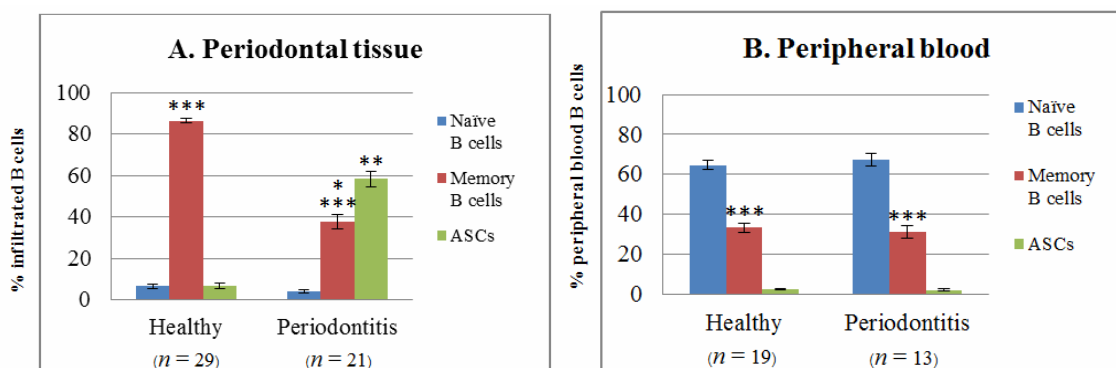 A. Periodontal tissue
% infiltrated B cells
100
80
60
40
20
0
***
*
***
**
Healthy
Periodontitis
(n = 29)
(n = 21)
Naïve
B cells
Memory
B cells
ASCs
B. Peripheral blood
% peripheral blood B cells
100
80
60
40
20
0
***
***
Healthy
Periodontitis
(n = 19)
(n = 13)
Naïve
B cells
Memory
B cells
ASCs